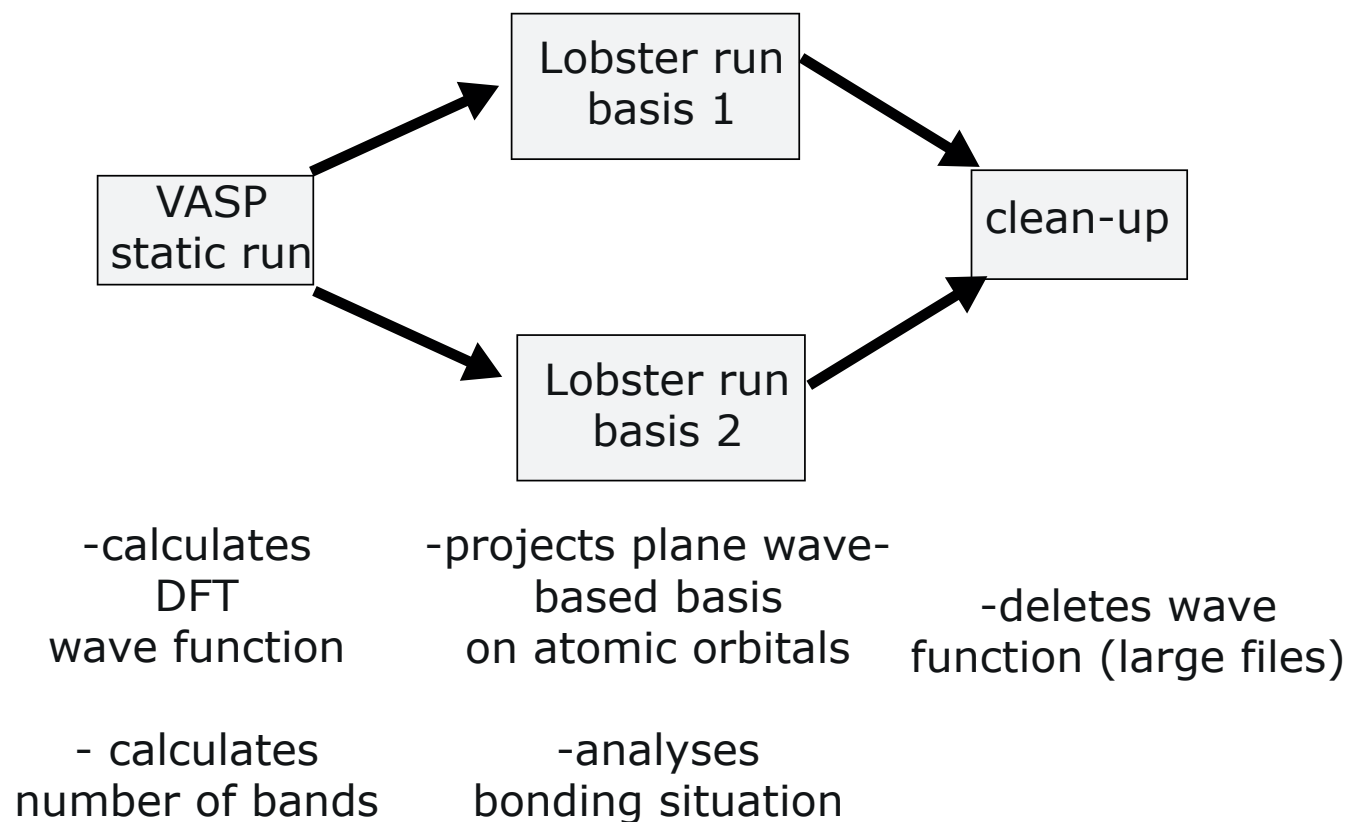 Lobster run
basis 1
VASP
static run
clean-up
Lobster run
basis 2
-calculates
DFT
wave function
- calculates
number of bands
-projects plane wave-
based basis
on atomic orbitals
-analyses
bonding situation
-deletes wave
function (large files)